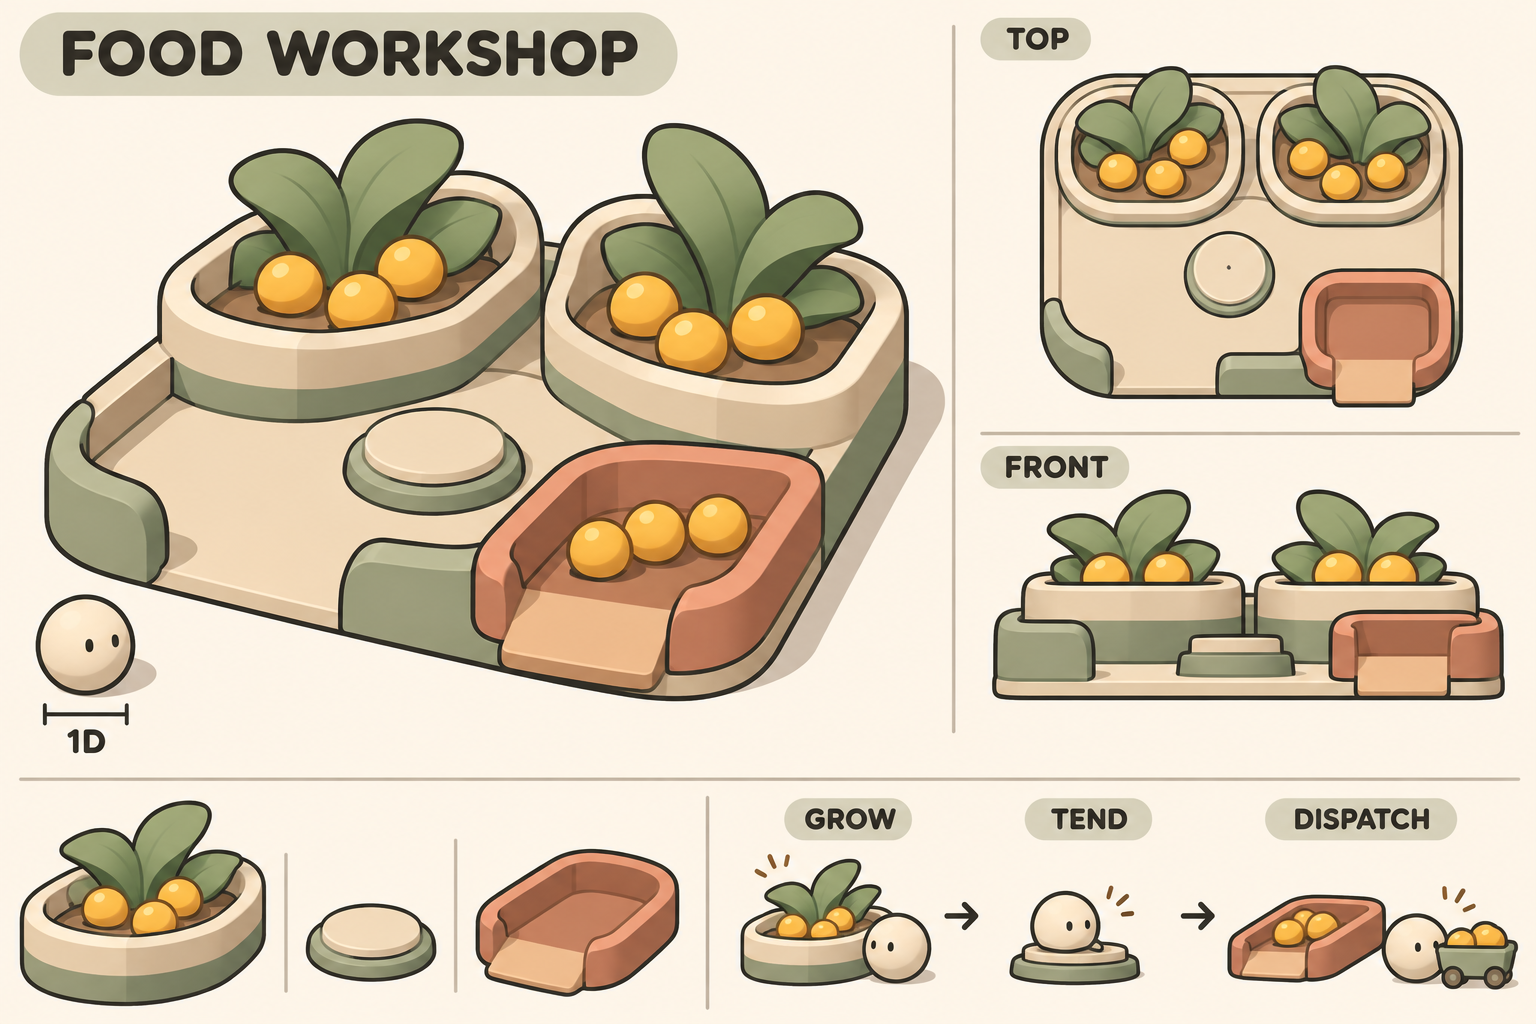 FOOD WORKSHOP
TOP
FRONT
1D
GROW
TEND
DISPATCH